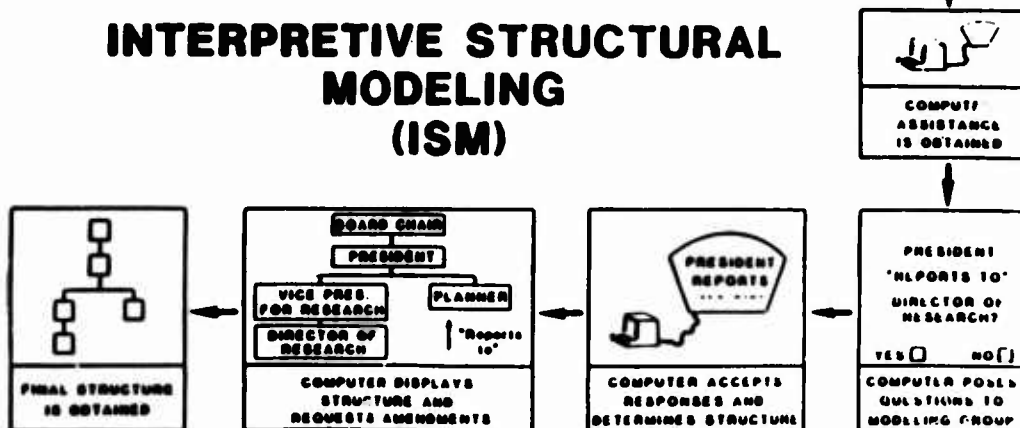 INTERPRETIVE STRUCTURAL
MODELING
(ISM)
ASSISTANCE
IS OBTAINED
PRESIDENT
"REPORTS TO"
DIRECTOR OF
RESEARCH?
YES NO
COMPUTER POSES
QUESTIONS TO
MODELING GROUP
PRESIDENT
REPORTS
COMPUTER ACCEPTS
RESPONSES AND
DETERMINES STRUCTURE
BOARD CHAIR
PRESIDENT
VICE PRES.
FOR RESEARCH
PLANNER
DIRECTOR OF
RESEARCH
"Reports
to"
COMPUTER DISPLAYS
STRUCTURE AND
REQUESTS AMENDMENTS
FINAL STRUCTURE
IS OBTAINED